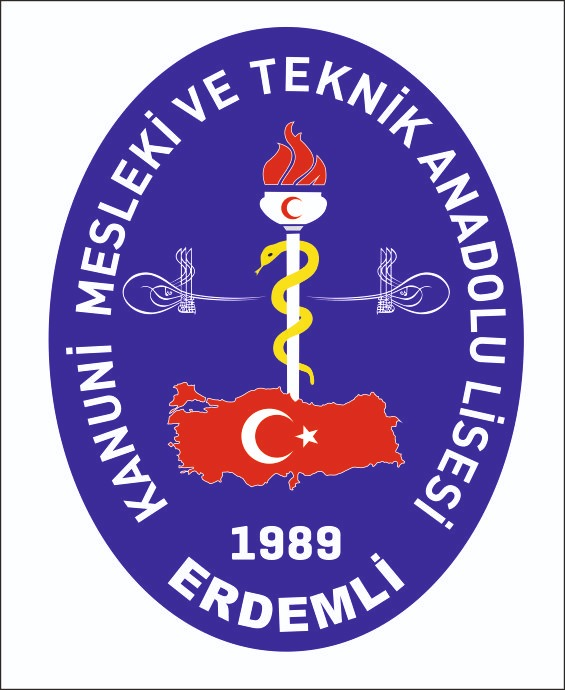 KANUNİ MESLEKİ VE TEKNİK ANADOLU LİSESİ
1989
ERDEMLİ